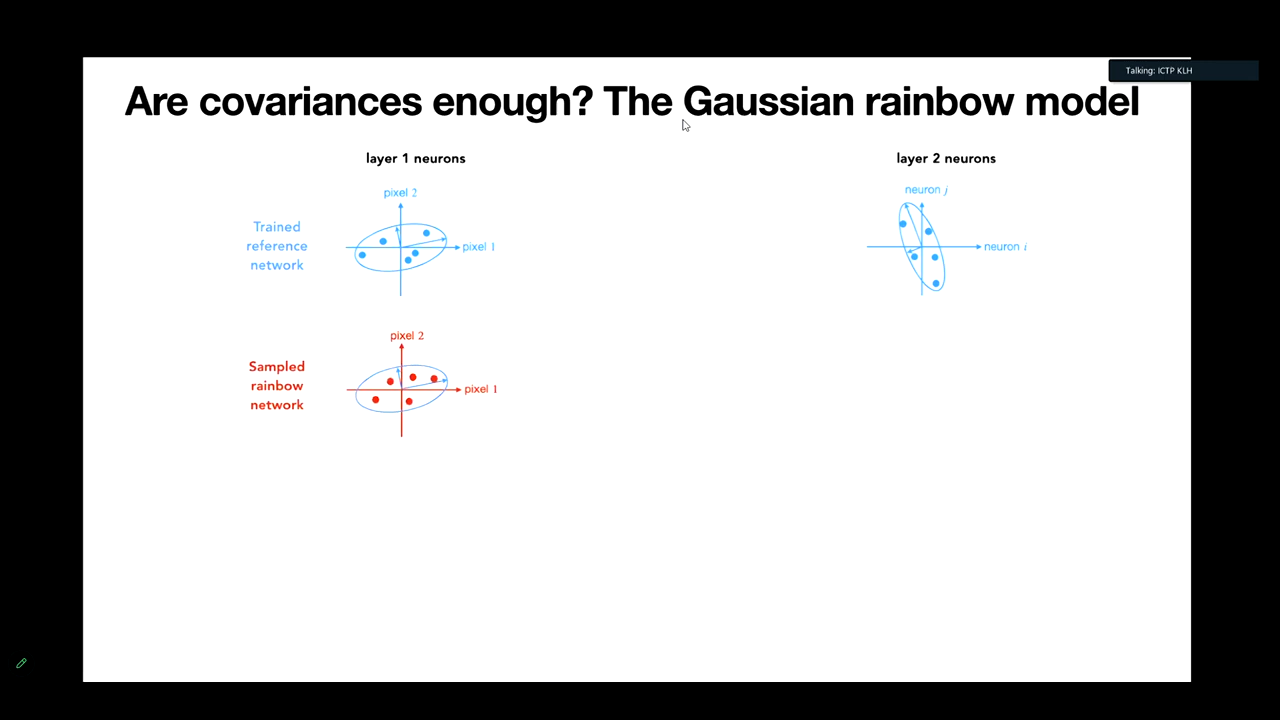 Talking: ICTP KLH
Are covariances enough? The Gaussian rainbow model
layer 1 neurons
layer 2 neurons
Trained
reference
network
pixel 2
pixel 1
neuron j
neuron i
Sampled
rainbow
network
pixel 2
pixel 1